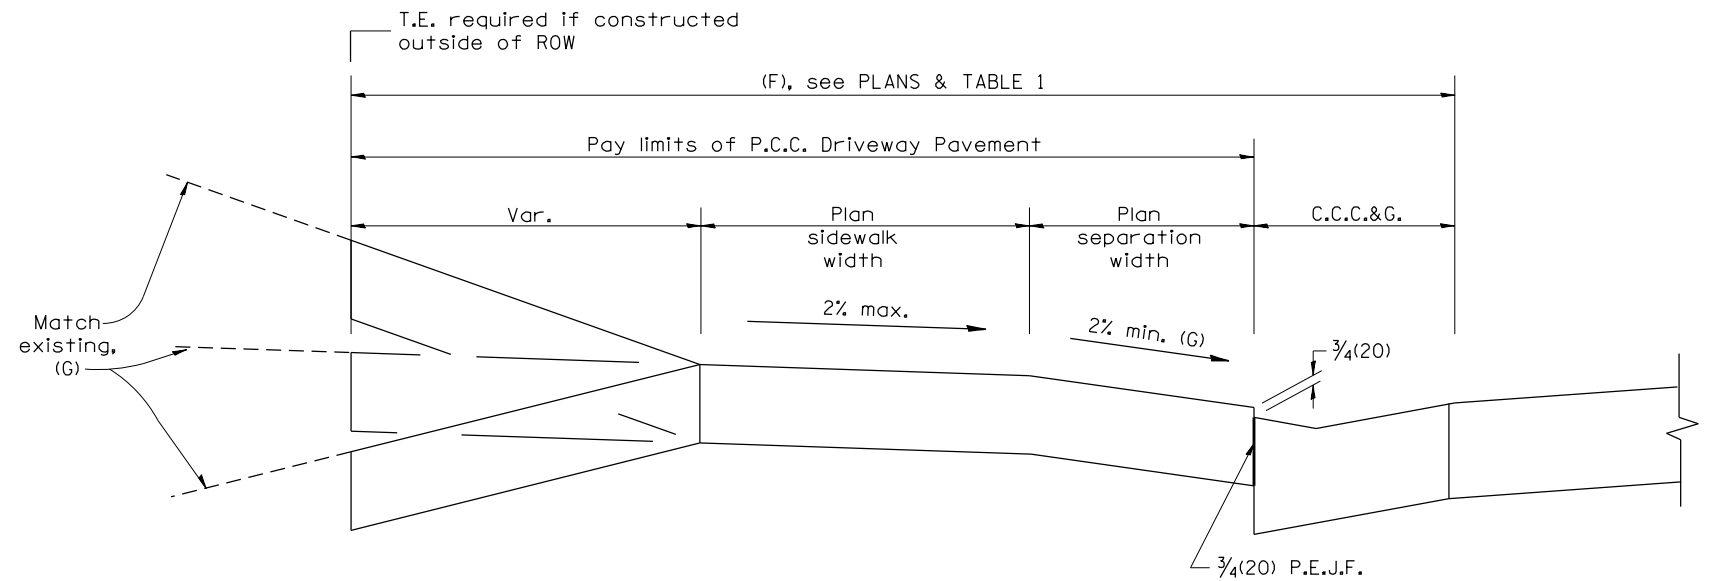 T.E. required if constructed
outside of ROW
(F), see PLANS & TABLE 1
Pay limits of P.C.C. Driveway Pavement
Var.
Plan
sidewalk
width
Plan
separation
width
C.C.C.&G.
2% max.
2% min. (G)
¾(20)
Match
existing,
(G)
¾(20) P.E.J.F.